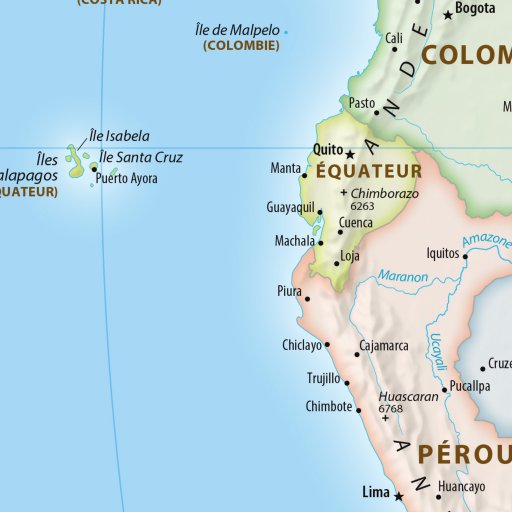 (COSTA RICA)
Bogota
Île de Malpelo
(COLOMBIE)
Cali
COLOM
Pasto
ANDE
Île Isabela
Quito
Îles
Île Santa Cruz
alapagos
Puerto Ayora
QUATEUR)
Manta
ÉQUATEUR
Chimborazo
6263
Guayaquil
Cuenca
Machala
Amazone
Iquitos
Loja
Maranon
Piura
Ucayali
Chiclayo
Cajamarca
Cruze
Trujillo
Pucallpa
Huascaran
6768
Chimbote
PÉROU
A
N
Lima
Huancayo